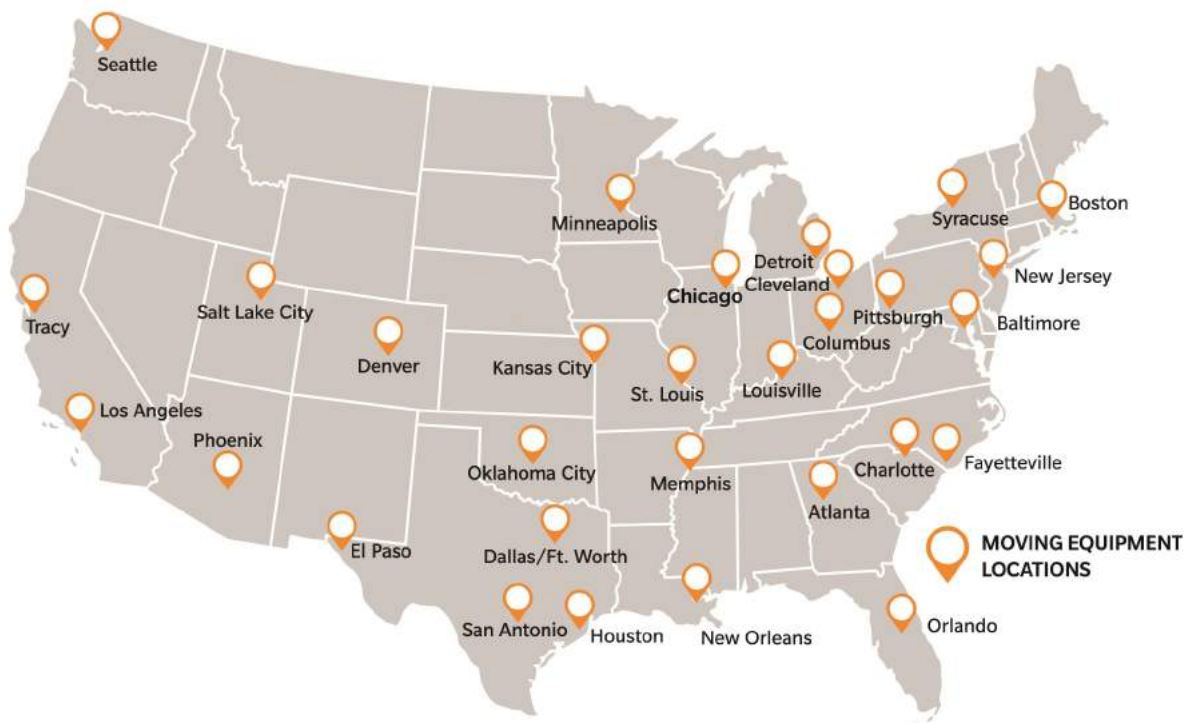 Seattle
Minneapolis
Syracuse
Boston
Detroit
Cleveland
New Jersey
Chicago
Salt Lake City
Tracy
Pittsburgh
Baltimore
Columbus
Denver
Kansas City
St. Louis
Louisville
Los Angeles
Phoenix
Oklahoma City
Memphis
Charlotte
Fayetteville
Atlanta
El Paso
Dallas/Ft. Worth
MOVING EQUIPMENT
LOCATIONS
San Antonio
Houston
New Orleans
Orlando